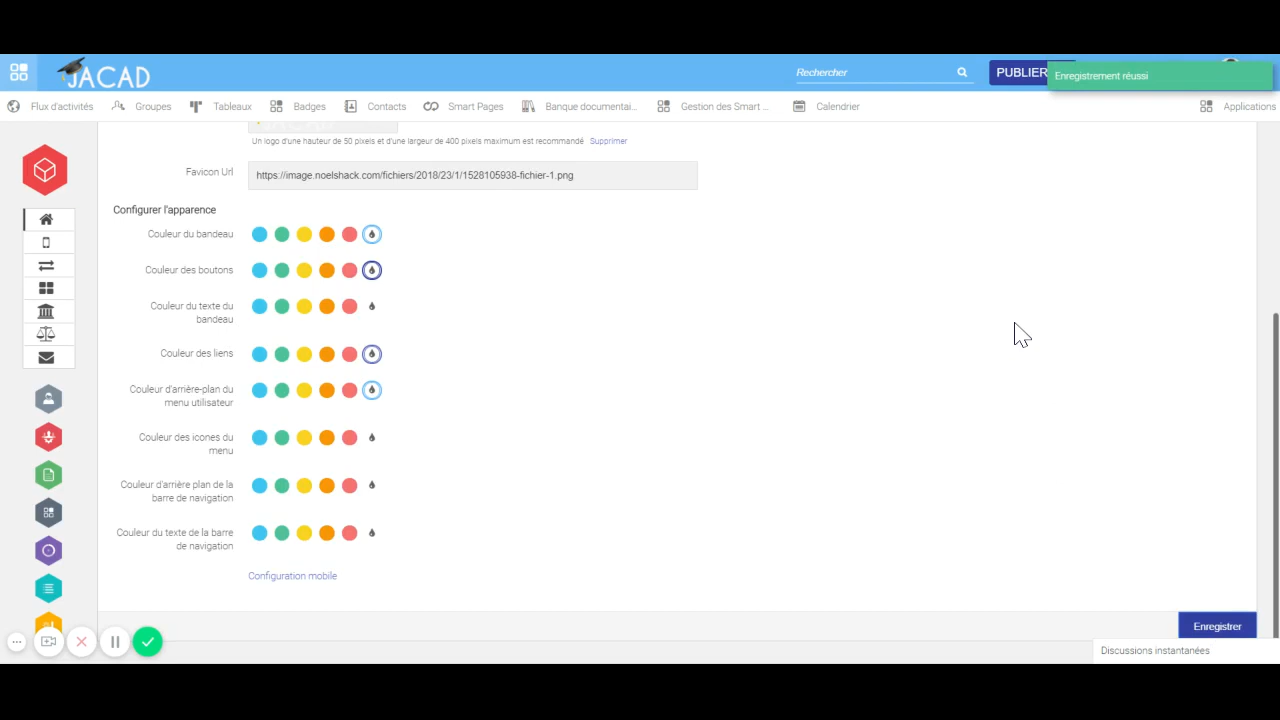 JACAD
Rechercher
PUBLIER
Enregistrement réussi
Flux d'activités
Groupes
Tableaux
Badges
Contacts
Smart Pages
Banque documentai...
Gestion des Smart ...
Calendrier
Applications
Un logo d'une hauteur de 50 pixels et d'une largeur de 400 pixels maximum est recommandé Supprimer
Favicon Url
https://image.noelshack.com/fichiers/2018/23/1/1528105938-fichier-1.png
Configurer l'apparence
Couleur du bandeau
Couleur des boutons
Couleur du texte du
bandeau
Couleur des liens
Couleur d'arrière-plan du
menu utilisateur
Couleur des icones du
menu
Couleur d'arrière plan de la
barre de navigation
Couleur du texte de la barre
de navigation
Configuration mobile
Enregistrer
Discussions instantanées